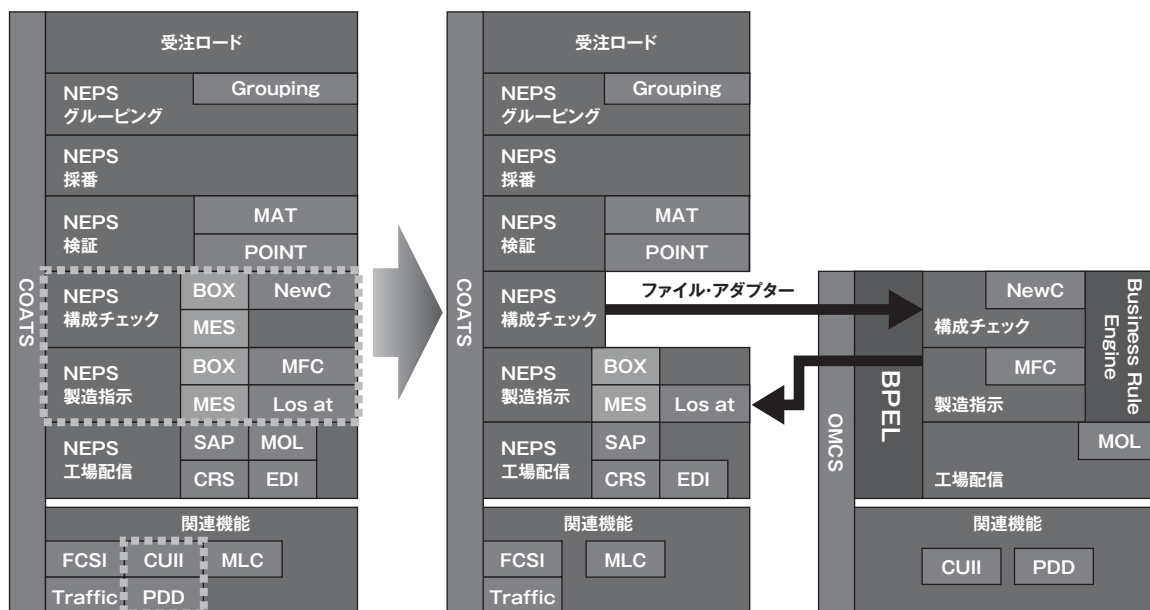 COATS
受注ロード
NEPS
グルーピング
Grouping
NEPS
採番
NEPS
検証
MAT
POINT
NEPS
構成チェック
BOX
NewC
MES
NEPS
製造指示
BOX
MFC
MES
Los at
NEPS
工場配信
SAP
MOL
CRS
EDI
関連機能
FCSI
CUII
MLC
Traffic
PDD
COATS
受注ロード
NEPS
グルーピング
Grouping
NEPS
採番
NEPS
検証
MAT
POINT
NEPS
構成チェック
ファイル・アダプター
NEPS
製造指示
BOX
MES
Los at
NEPS
工場配信
SAP
CRS
EDI
関連機能
FCSI
MLC
Traffic
OMCS
BPEL
NewC
構成チェック
MFC
製造指示
Business Rule
Engine
MOL
工場配信
関連機能
CUII
PDD